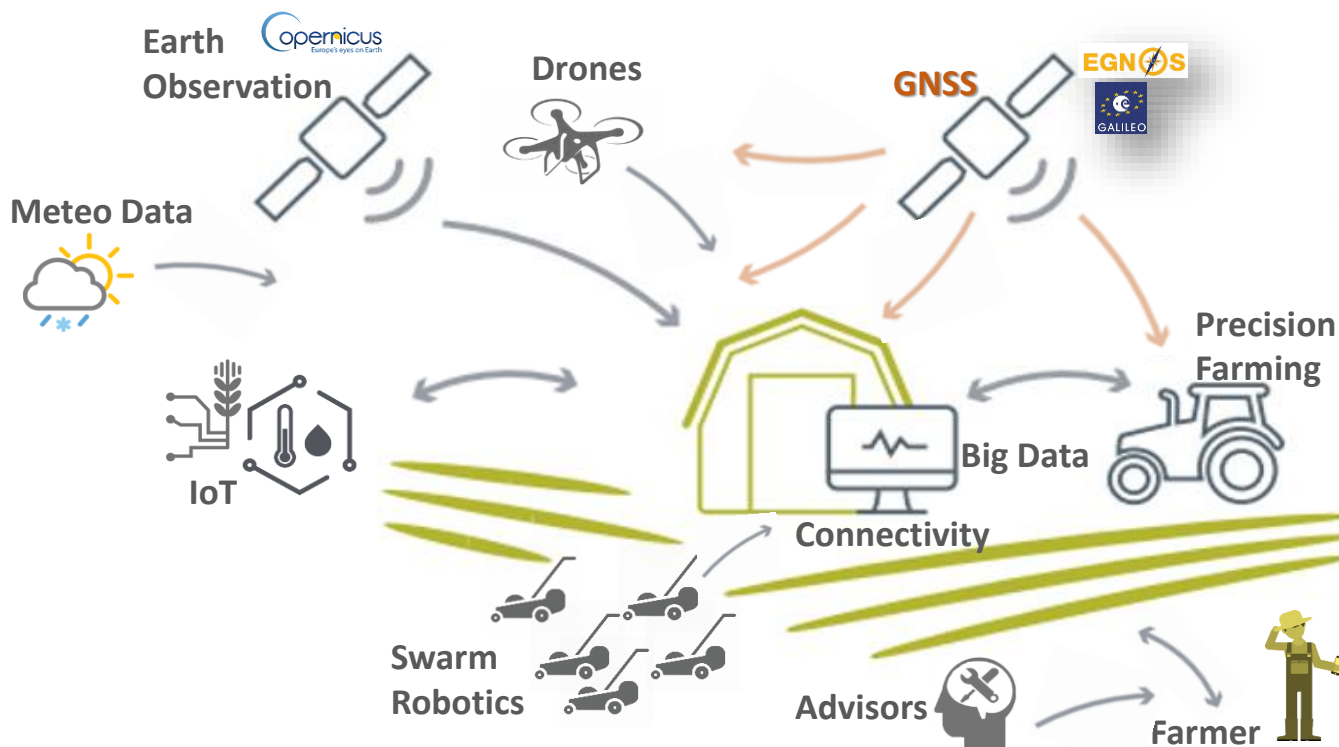 Earth
Observation
opernicus
Europe's eyes on Earth
Drones
GNSS
EGNOS
GALILEO
Meteo Data
Precision
Farming
IoT
Big Data
Connectivity
Swarm
Robotics
Advisors
Farmer